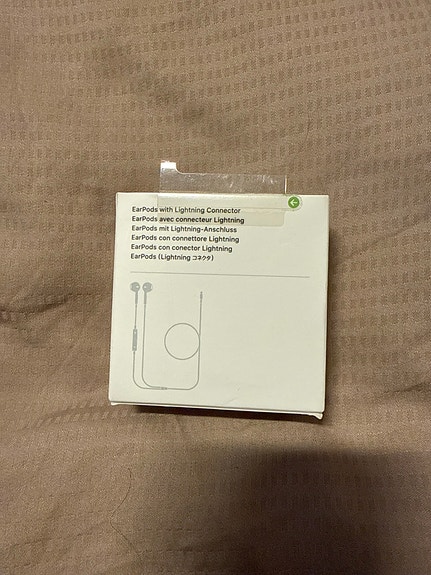 EarPods with Lightning Connector
EarPods avec connecteur Lightning
EarPods mit Lightning-Anschluss
EarPods con connettore Lightning
EarPods con conector Lightning
EarPods (Lightning コネクタ)